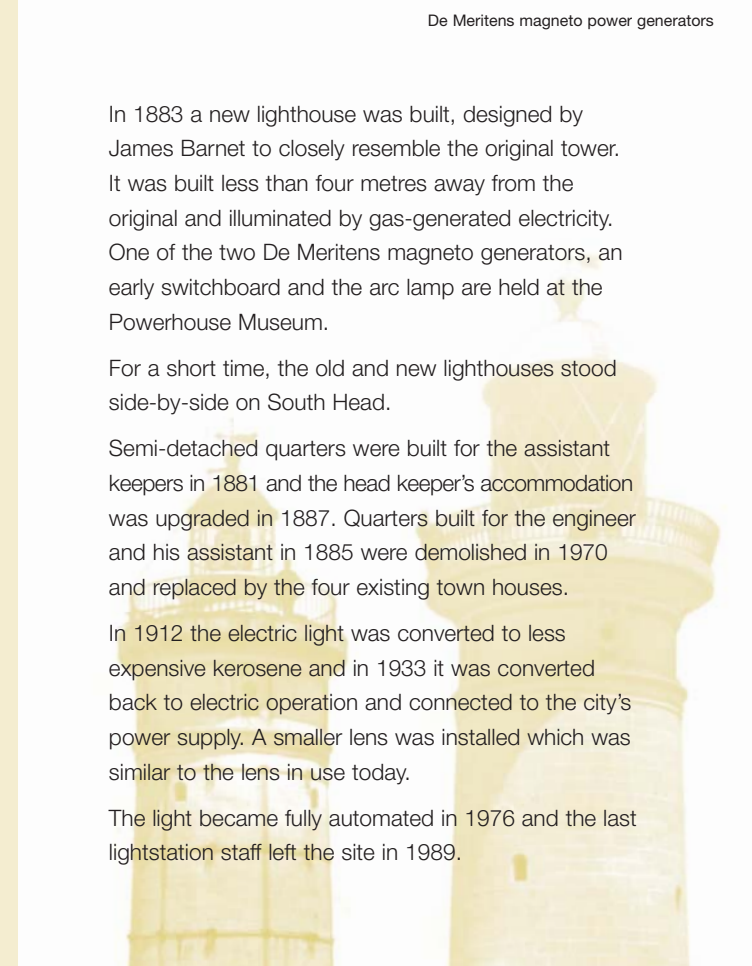 De Meritens magneto power generators
In 1883 a new lighthouse was built, designed by
James Barnet to closely resemble the original tower.
It was built less than four metres away from the
original and illuminated by gas-generated electricity.
One of the two De Meritens magneto generators, an
early switchboard and the arc lamp are held at the
Powerhouse Museum.
For a short time, the old and new lighthouses stood
side-by-side on South Head.
Semi-detached quarters were built for the assistant
keepers in 1881 and the head keeper's accommodation
was upgraded in 1887. Quarters built for the engineer
and his assistant in 1885 were demolished in 1970
and replaced by the four existing town houses.
In 1912 the electric light was converted to less
expensive kerosene and in 1933 it was converted
back to electric operation and connected to the city's
power supply. A smaller lens was installed which was
similar to the lens in use today.
The light became fully automated in 1976 and the last
lightstation staff left the site in 1989.